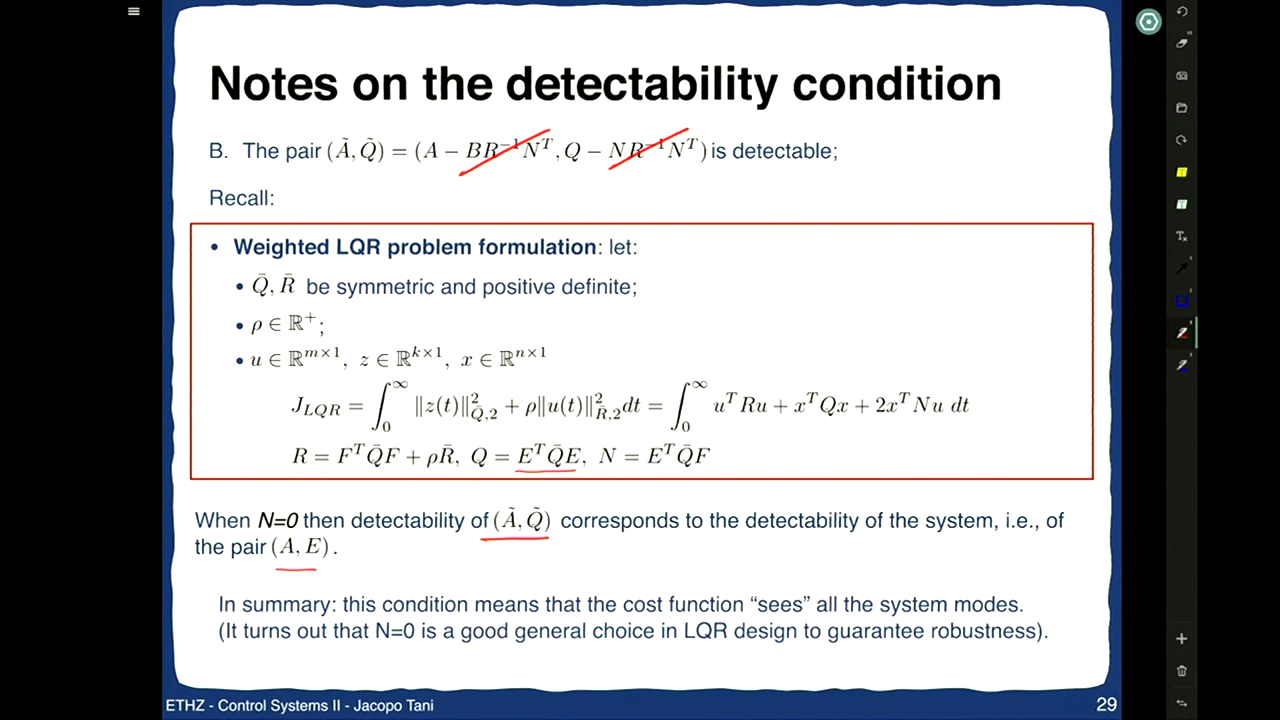 Notes on the detectability condition
B. The pair (Ã, Q̃) = (A − BR⁻¹Nᵀ, Q − NR⁻¹Nᵀ) is detectable;
Recall:
• Weighted LQR problem formulation: let:
• Q̄, R̄ be symmetric and positive definite;
• ρ ∈ ℝ⁺;
• u ∈ ℝᵐˣ¹, z ∈ ℝᵏˣ¹, x ∈ ℝⁿˣ¹
J_{LQR} = ∫₀^∞ ‖z(t)‖²_{Q̄,2} + ρ‖u(t)‖²_{R̄,2} dt = ∫₀^∞ uᵀRu + xᵀQx + 2xᵀNu dt
R = FᵀQ̄F + ρR̄, Q = EᵀQ̄E, N = EᵀQ̄F
When N=0 then detectability of (Ã, Q̃) corresponds to the detectability of the system, i.e., of
the pair (A, E).
In summary: this condition means that the cost function “sees” all the system modes.
(It turns out that N=0 is a good general choice in LQR design to guarantee robustness).
ETHZ - Control Systems II - Jacopo Tani
29